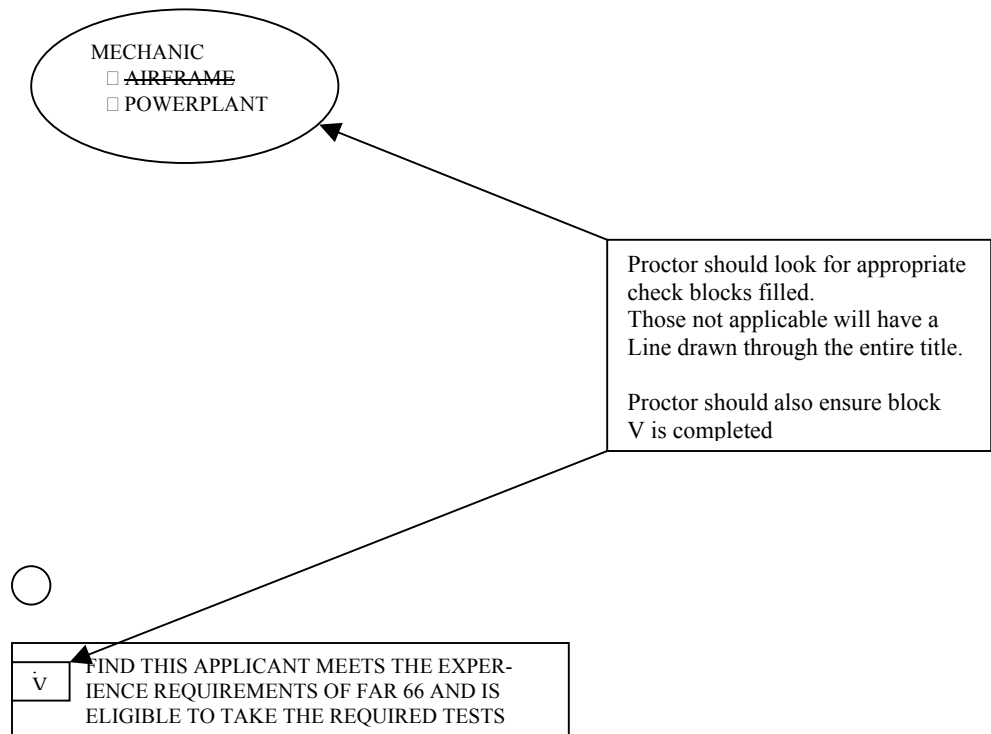 MECHANIC
□ AIRFRAME
□ POWERPLANT
Proctor should look for appropriate
check blocks filled.
Those not applicable will have a
Line drawn through the entire title.
Proctor should also ensure block
V is completed
V. FIND THIS APPLICANT MEETS THE EXPER-
IENCE REQUIREMENTS OF FAR 66 AND IS
ELIGIBLE TO TAKE THE REQUIRED TESTS